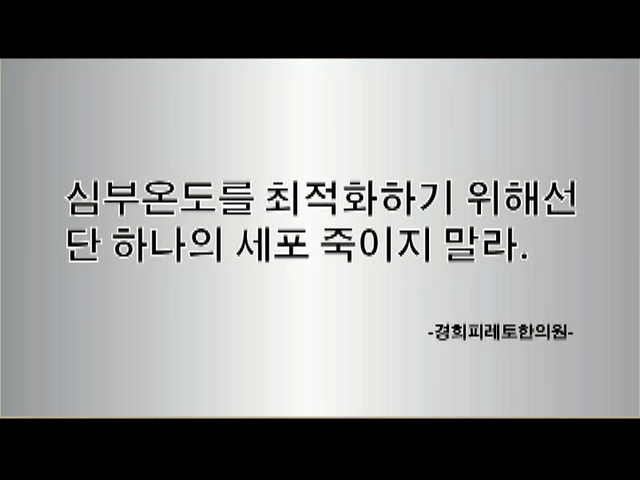 심부온도를 최적화하기 위해선
단 하나의 세포 죽이지 말라.
-경희피레토한의원-